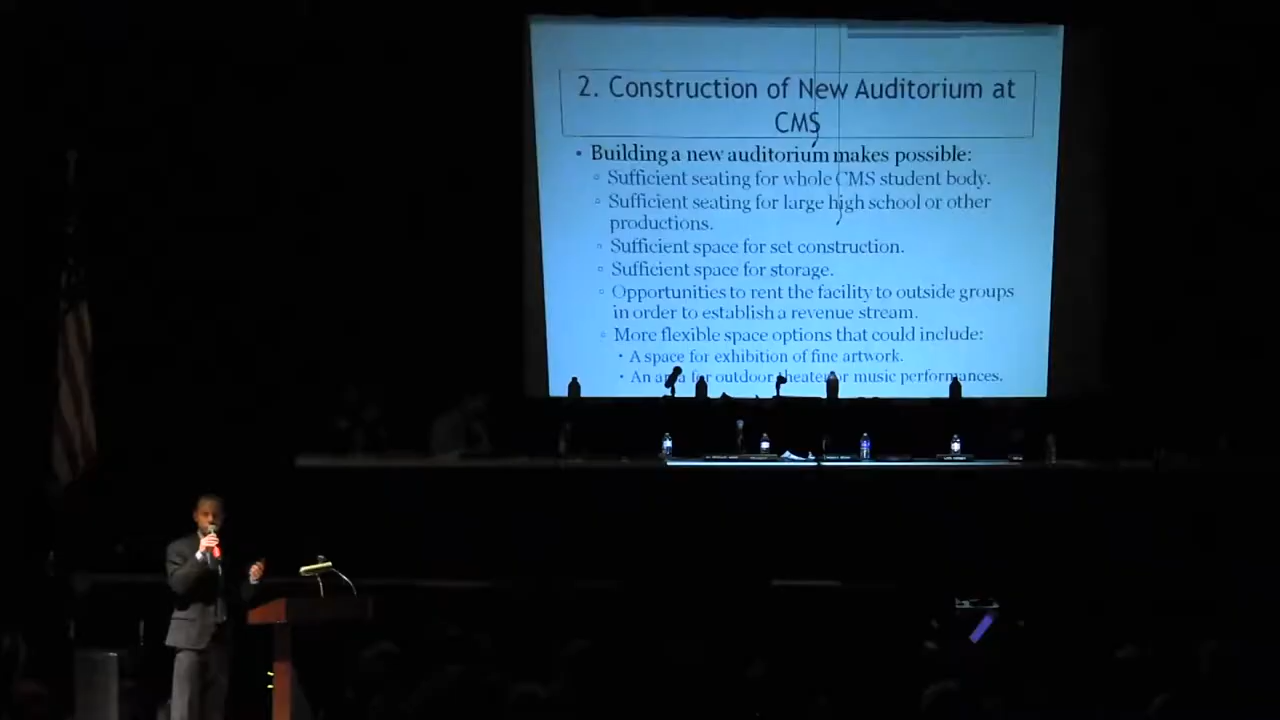 2. Construction of New Auditorium at
CMS
• Building a new auditorium makes possible:
▫ Sufficient seating for whole CMS student body.
▫ Sufficient seating for large high school or other
productions.
▫ Sufficient space for set construction.
▫ Sufficient space for storage.
▫ Opportunities to rent the facility to outside groups
in order to establish a revenue stream.
▫ More flexible space options that could include:
• A space for exhibition of fine artwork.
• An area for outdoor theater or music performances.